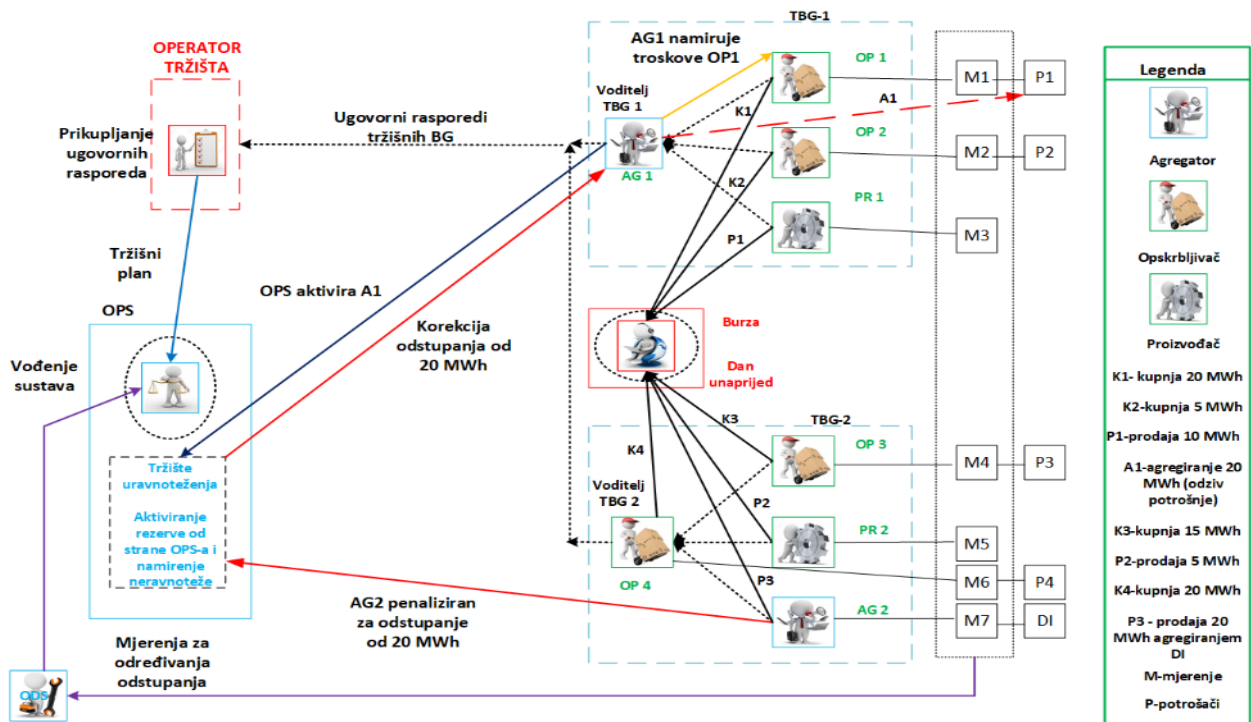 TBG-1
OPERATOR
TRŽIŠTA
Prikupljanje
ugovornih
rasporeda
Ugovorni rasporedi
tržišnih BG
AG1 namiruje
troskove OP1
Voditelj
TBG 1
AG 1
OP 1
OP 2
PR 1
K1
K2
P1
A1
M1
P1
M2
P2
M3
Tržišni
plan
OPS
OPS aktivira A1
Korekcija
odstupanja od
20 MWh
Vođenje
sustava
Tržište
uravnoteženja
Aktiviranje
rezerve od
strane OPS-a i
namirenje
neravnoteže
Burza
Dan
unaprijed
TBG-2
K3
K4
P2
P3
Voditelj
TBG 2
OP 4
OP 3
PR 2
AG 2
M4
P3
M5
M6
P4
M7
DI
AG2 penaliziran
za odstupanje
od 20 MWh
Mjerenja za
određivanja
odstupanja
ODS
Legenda
Agregator
Opskrbljivač
Proizvođač
K1- kupnja 20 MWh
K2-kupnja 5 MWh
P1-prodaja 10 MWh
A1-agregiranje 20
MWh (odziv
potrošnje)
K3-kupnja 15 MWh
P2-prodaja 5 MWh
K4-kupnja 20 MWh
P3 - prodaja 20
MWh agregiranjem
DI
M-mjerenje
P-potrošači